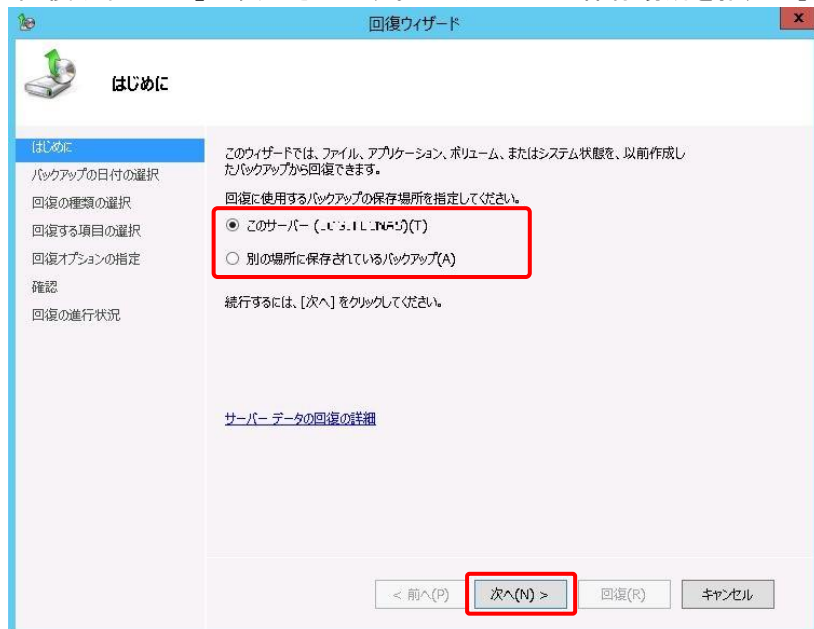 回復ウィザード
x
はじめに
はじめに
バックアップの日付の選択
回復の種類の選択
回復する項目の選択
回復オプションの指定
確認
回復の進行状況
このウィザードでは、ファイル、アプリケーション、ボリューム、またはシステム状態を、以前作成し
たバックアップから回復できます。
回復に使用するバックアップの保存場所を指定してください。
このサーバー (T)
別の場所に保存されているバックアップ(A)
続行するには、[次へ] をクリックしてください。
サーバー データの回復の詳細
< 前へ(P)
次へ(N) >
回復(R)
キャンセル